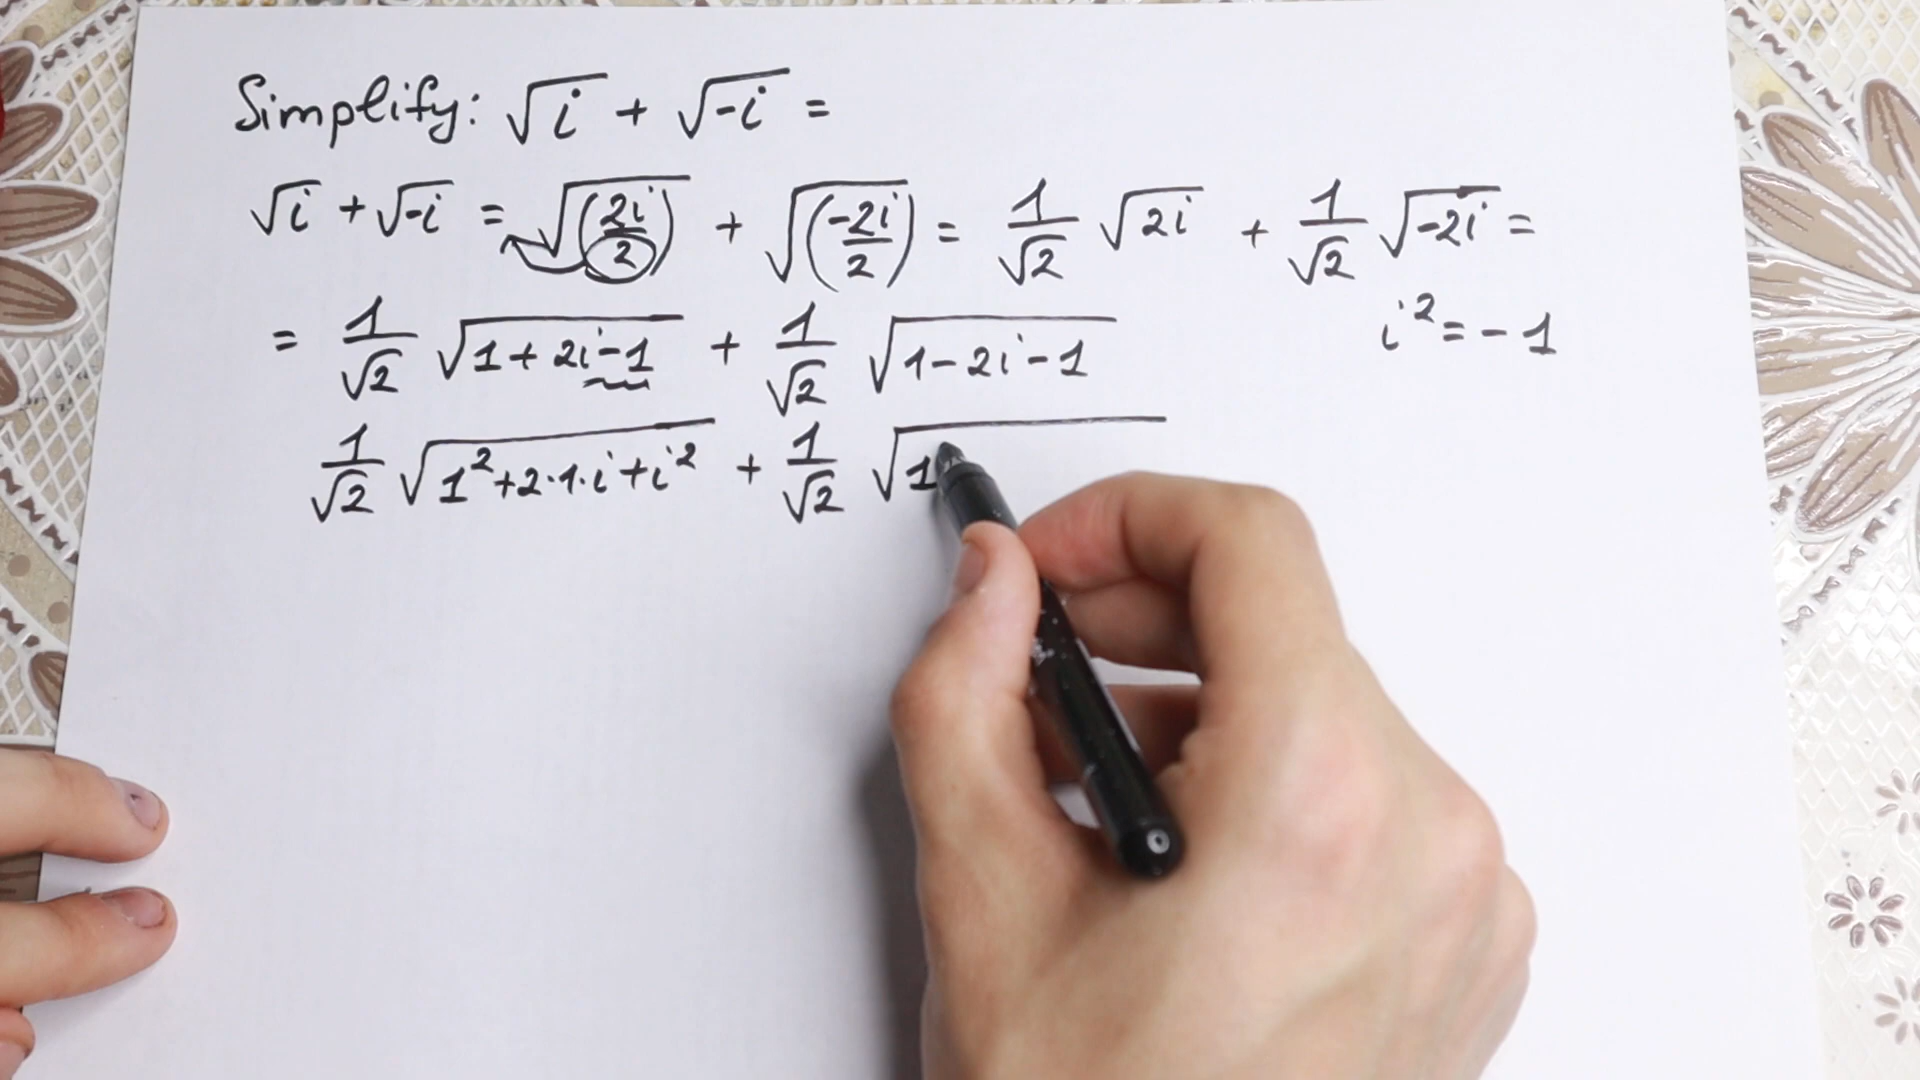 Simplify: √i + √-i =
√i + √-i = √(2i/2) + √(-2i/2) = 1/√2 √2i + 1/√2 √-2i =
i² = -1
= 1/√2 √1+2i-1 + 1/√2 √1-2i-1
1/√2 √1²+2·1·i+i² + 1/√2 √1